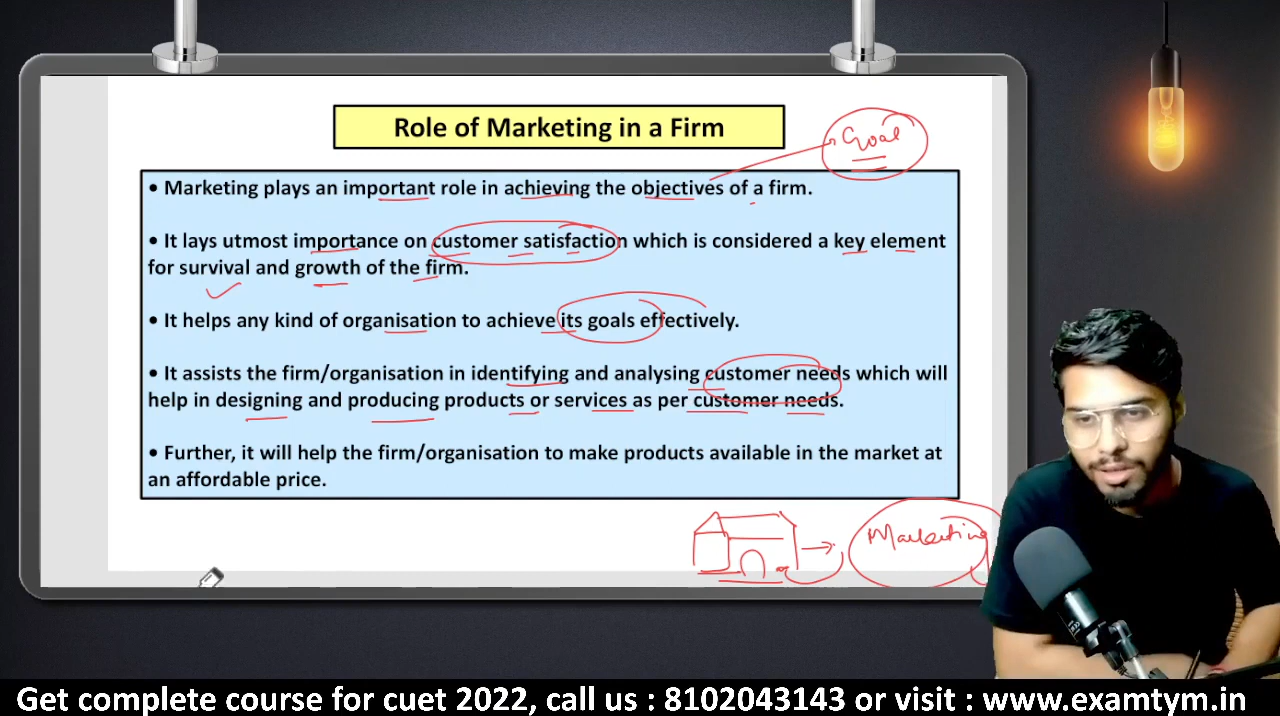 Role of Marketing in a Firm
Goal
• Marketing plays an important role in achieving the objectives of a firm.
• It lays utmost importance on customer satisfaction which is considered a key element
for survival and growth of the firm.
• It helps any kind of organisation to achieve its goals effectively.
• It assists the firm/organisation in identifying and analysing customer needs which will
help in designing and producing products or services as per customer needs.
• Further, it will help the firm/organisation to make products available in the market at
an affordable price.
Marketing
Get complete course for cuet 2022, call us : 8102043143 or visit : www.examtym.in